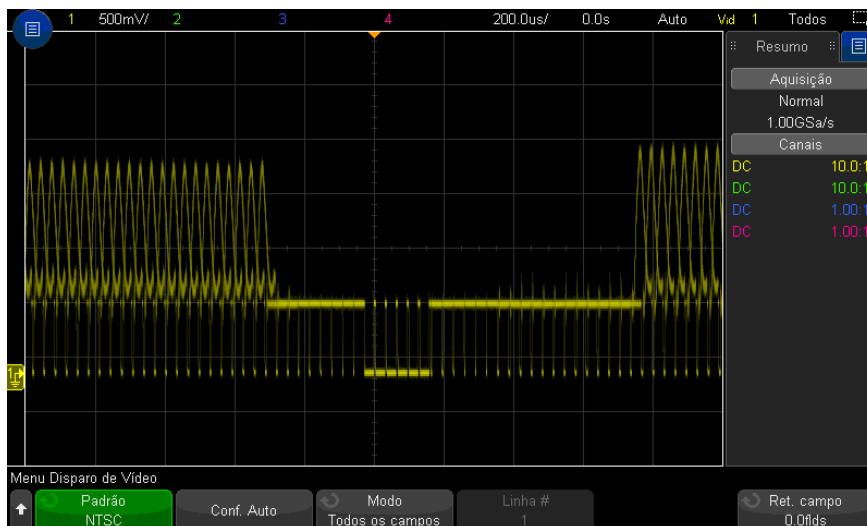 1 500mV/ 2 3 4 200.0us/ 0.0s Auto Vid 1 Todos
Resumo
Aquisição
Normal
1.00GSa/s
Canais
DC 10.0:1
DC 10.0:1
DC 1.00:1
DC 1.00:1
1
Menu Disparo de Vídeo
Padrão Conf. Auto Modo Linha # Ret. campo
NTSC Todos os campos 1 0.0flds